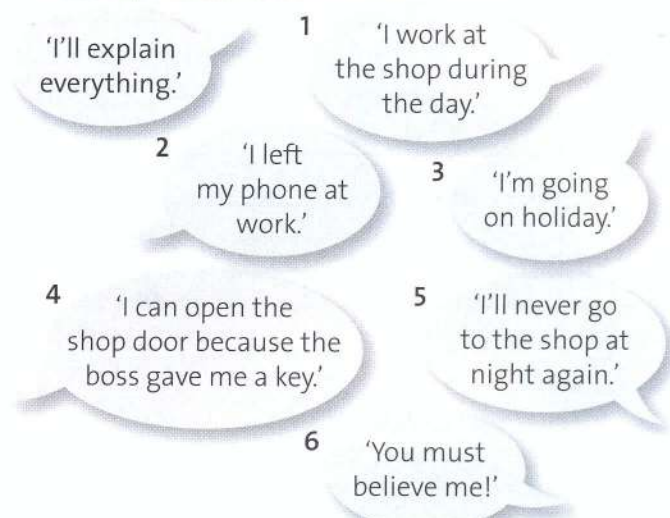 'I'll explain
everything.'
1
'I work at
the shop during
the day.'
2
'I left
my phone at
work.'
3
'I'm going
on holiday.'
4
'I can open the
shop door because the
boss gave me a key.'
5
'I'll never go
to the shop at
night again.'
6
'You must
believe me!'